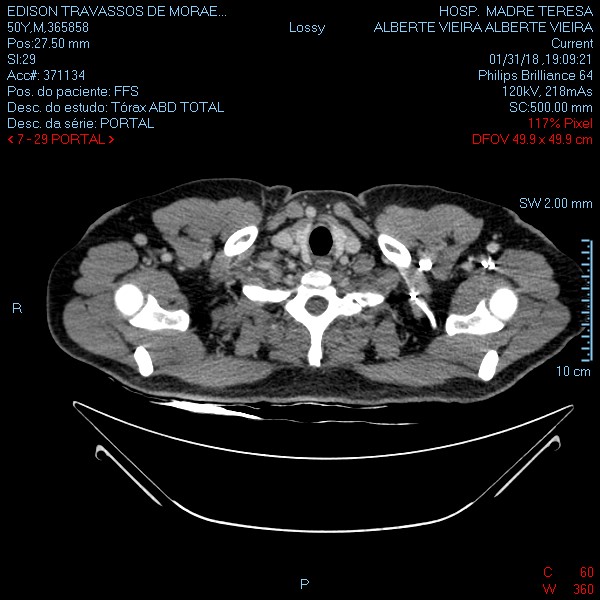 EDISON TRAVASSOS DE MORAE...
50Y,M,365858
Pos:27.50 mm
SI:29
Acc#: 371134
Pos. do paciente: FFS
Desc. do estudo: Tórax ABD TOTAL
Desc. da série: PORTAL
< 7 - 29 PORTAL >
Lossy
HOSP. MADRE TERESA
ALBERTE VIEIRA ALBERTE VIEIRA
Current
01/31/18 ,19:09:21
Philips Brilliance 64
120kV, 218mAs
SC:500.00 mm
117% Pixel
DFOV 49.9 x 49.9 cm
SW 2.00 mm
R
10 cm
P
C 60
W 360